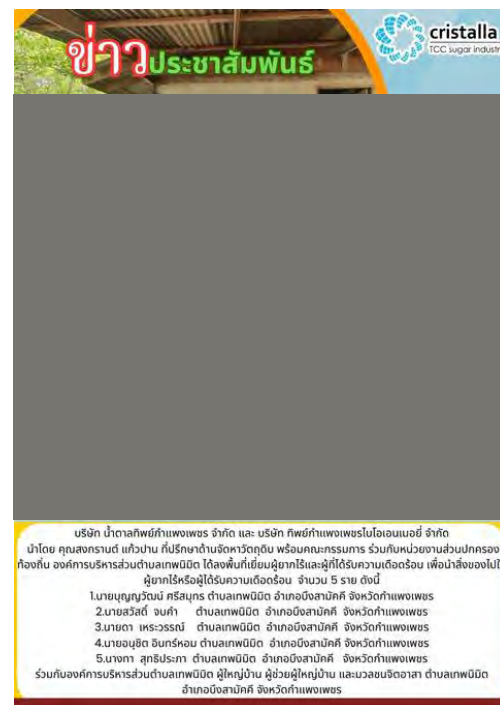 ข่าวประชาสัมพันธ์
cristalla
TCC sugar industr
บริษัท น้ำตาลทิพย์กำแพงเพชร จำกัด และ บริษัท ทิพย์กำแพงเพชรไบโอเอนเนอยี่ จำกัด
นำโดย คุณสงกรานต์ แก้วปาน ที่ปรึกษาด้านจัดหาวัตถุดิบ พร้อมคณะกรรมการ ร่วมกับหน่วยงานส่วนปกครอง
ท้องถิ่น องค์การบริหารส่วนตำบลเทพนิมิต ได้ลงพื้นที่เยี่ยมผู้ยากไร้และผู้ที่ได้รับความเดือดร้อน เพื่อนำสิ่งของไปให้
ผู้ยากไร้หรือผู้ได้รับความเดือดร้อน จำนวน 5 ราย ดังนี้
1.นายบุญญวัฒน์ ศรีสมุทร ตำบลเทพนิมิต อำเภอบึงสามัคคี จังหวัดกำแพงเพชร
2.นายสวัสดิ์ จบคำ ตำบลเทพนิมิต อำเภอบึงสามัคคี จังหวัดกำแพงเพชร
3.นายดา เหระวรรณ์ ตำบลเทพนิมิต อำเภอบึงสามัคคี จังหวัดกำแพงเพชร
4.นายอนุชิต อินทร์หอม ตำบลเทพนิมิต อำเภอบึงสามัคคี จังหวัดกำแพงเพชร
5.นางทา สุทธิประภา ตำบลเทพนิมิต อำเภอบึงสามัคคี จังหวัดกำแพงเพชร
ร่วมกับองค์การบริหารส่วนตำบลเทพนิมิต ผู้ใหญ่บ้าน ผู้ช่วยผู้ใหญ่บ้าน และมวลชนจิตอาสา ตำบลเทพนิมิต
อำเภอบึงสามัคคี จังหวัดกำแพงเพชร